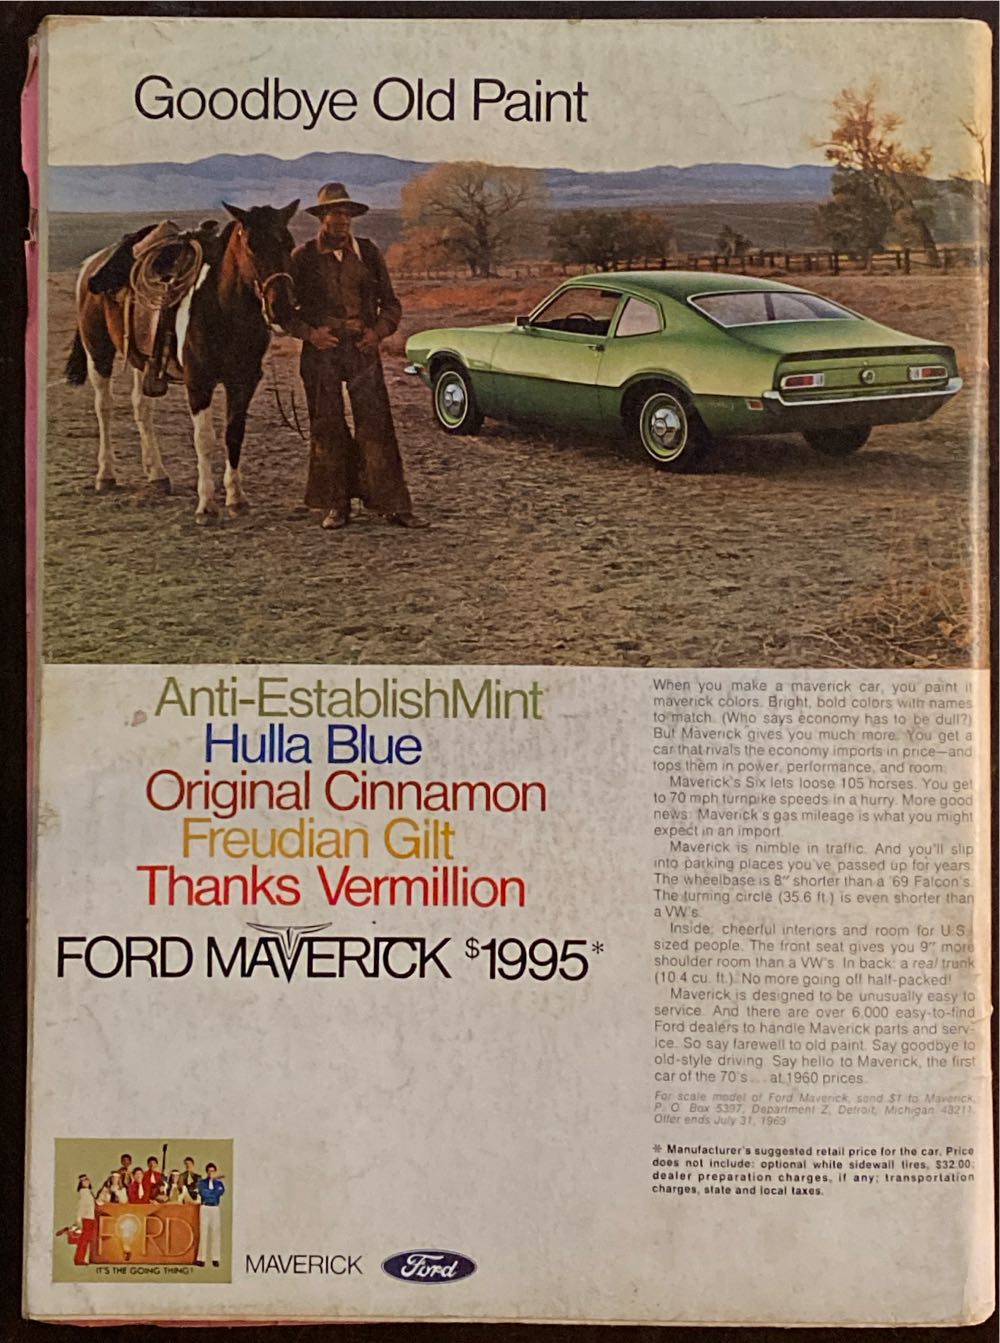 Goodbye Old Paint
Anti-EstablishMint
Hulla Blue
Original Cinnamon
Freudian Gilt
Thanks Vermillion
FORD MAVERICK $1995*
When you make a maverick car, you paint it
maverick colors. Bright, bold colors with names
to match. (Who says economy has to be dull?)
But Maverick gives you much more. You get a
car that rivals the economy imports in price—and
tops them in power, performance, and room.
Maverick's Six lets loose 105 horses. You get
to 70 mph turnpike speeds in a hurry. More good
news: Maverick's gas mileage is what you might
expect in an import.
Maverick is nimble in traffic. And you'll slip
into parking places you've passed up for years.
The wheelbase is 8" shorter than a '69 Falcon's.
The turning circle (35.6 ft.) is even shorter than
a VW's.
Inside, cheerful interiors and room for U.S.
sized people. The front seat gives you 9" more
shoulder room than a VW's. In back: a real trunk
(10.4 cu. ft.). No more going off half-packed!
Maverick is designed to be unusually easy to
service. And there are over 6,000 easy-to-find
Ford dealers to handle Maverick parts and serv-
ice. So say farewell to old paint. Say goodbye to
old-style driving. Say hello to Maverick, the first
car of the 70's . . . at 1960 prices.
For scale model of Ford Maverick, send $1 to Maverick,
P. O. Box 5397, Department Z, Detroit, Michigan 48211.
Offer ends July 31, 1969
* Manufacturer's suggested retail price for the car. Price
does not include: optional white sidewall tires, $32.00;
dealer preparation charges, if any; transportation
charges, state and local taxes.
FORD
IT'S THE GOING THING!
MAVERICK Ford